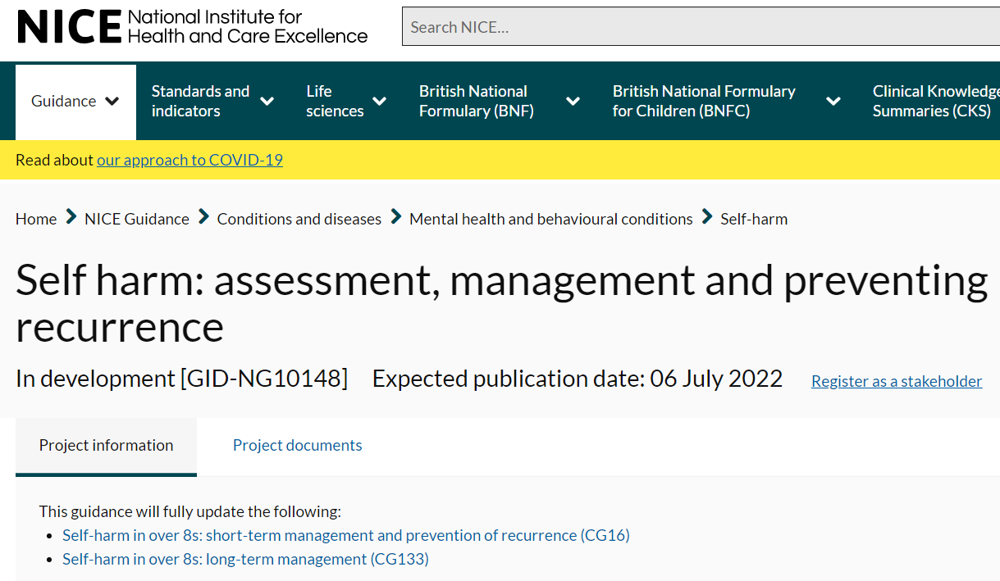 NICE National Institute for
Health and Care Excellence
Search NICE...
Guidance
Standards and
indicators
Life
sciences
British National
Formulary (BNF)
British National Formulary
for Children (BNFC)
Clinical Knowledge
Summaries (CKS)
Read about our approach to COVID-19
Home NICE Guidance Conditions and diseases Mental health and behavioural conditions Self-harm
Self harm: assessment, management and preventing
recurrence
In development [GID-NG10148] Expected publication date: 06 July 2022 Register as a stakeholder
Project information Project documents
This guidance will fully update the following:
• Self-harm in over 8s: short-term management and prevention of recurrence (CG16)
• Self-harm in over 8s: long-term management (CG133)